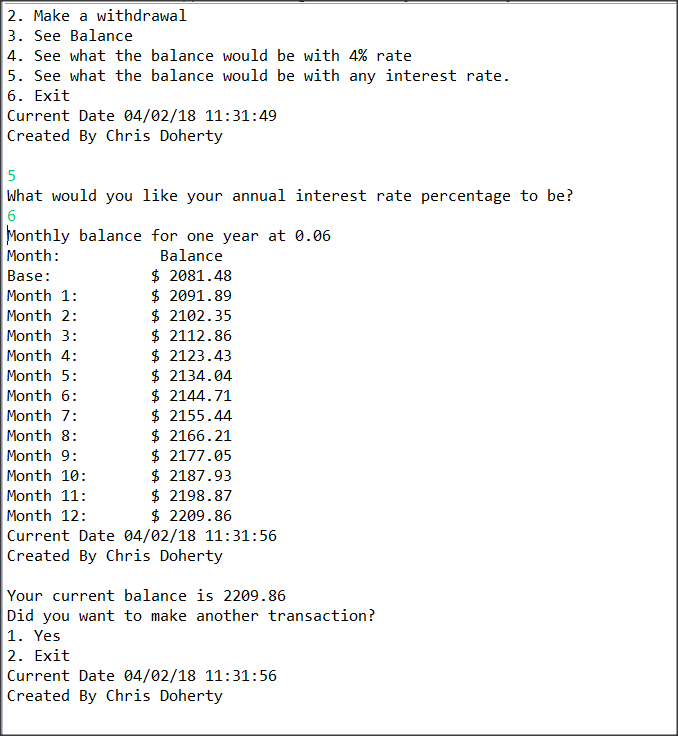 2. Make a withdrawal
3. See Balance
4. See what the balance would be with 4% rate
5. See what the balance would be with any interest rate.
6. Exit
Current Date 04/02/18 11:31:49
Created By Chris Doherty
5
What would you like your annual interest rate percentage to be?
6
Monthly balance for one year at 0.06
Month:           Balance
Base:           $ 2081.48
Month 1:        $ 2091.89
Month 2:        $ 2102.35
Month 3:        $ 2112.86
Month 4:        $ 2123.43
Month 5:        $ 2134.04
Month 6:        $ 2144.71
Month 7:        $ 2155.44
Month 8:        $ 2166.21
Month 9:        $ 2177.05
Month 10:       $ 2187.93
Month 11:       $ 2198.87
Month 12:       $ 2209.86
Current Date 04/02/18 11:31:56
Created By Chris Doherty
Your current balance is 2209.86
Did you want to make another transaction?
1. Yes
2. Exit
Current Date 04/02/18 11:31:56
Created By Chris Doherty